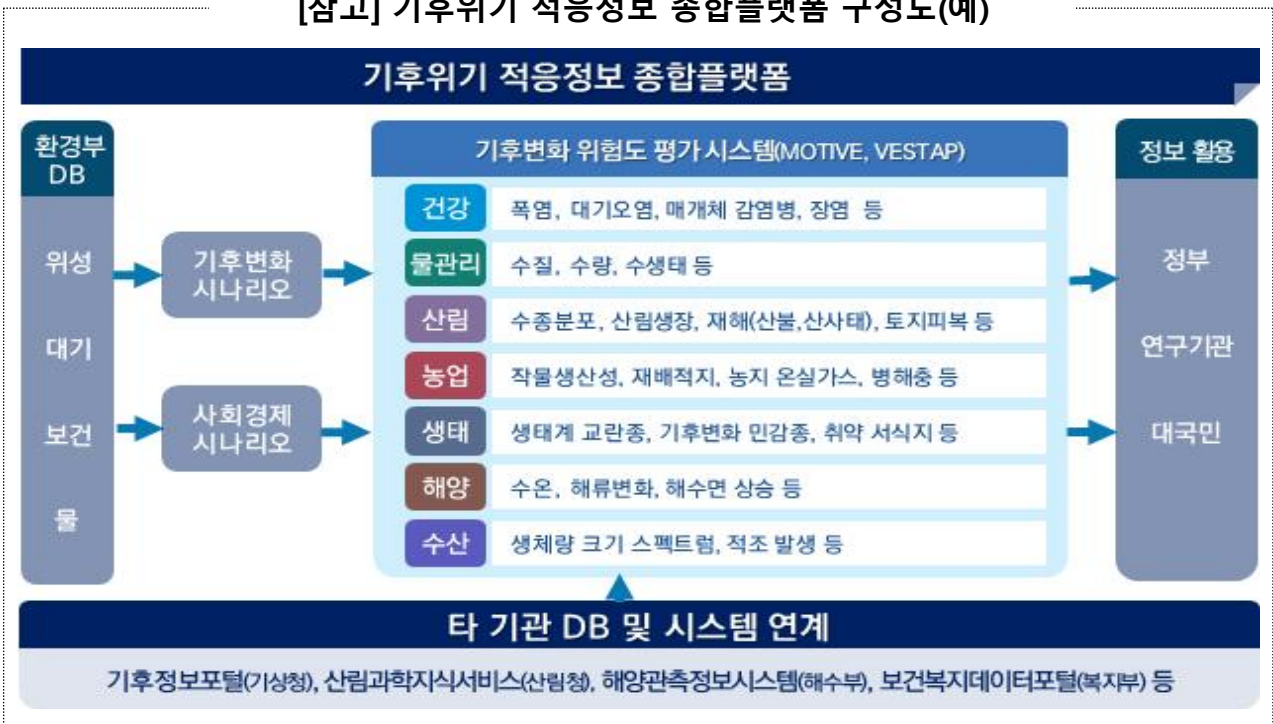 [참고] 기후위기 적응정보 종합플랫폼 구성도(예)
기후위기 적응정보 종합플랫폼
환경부
DB
위성
대기
보건
물
기후변화
시나리오
사회경제
시나리오
기후변화 위험도 평가 시스템(MOTIVE, VESTAP)
건강 폭염, 대기오염, 매개체 감염병, 장염 등
물관리 수질, 수량, 수생태 등
산림 수종분포, 산림생장, 재해(산불,산사태), 토지피복 등
농업 작물생산성, 재배적지, 농지 온실가스, 병해충 등
생태 생태계 교란종, 기후변화 민감종, 취약 서식지 등
해양 수온, 해류변화, 해수면 상승 등
수산 생체량 크기 스펙트럼, 적조 발생 등
정보 활용
정부
연구기관
대국민
타 기관 DB 및 시스템 연계
기후정보포털(기상청), 산림과학지식서비스(산림청), 해양관측정보시스템(해수부), 보건복지데이터포털(복지부) 등